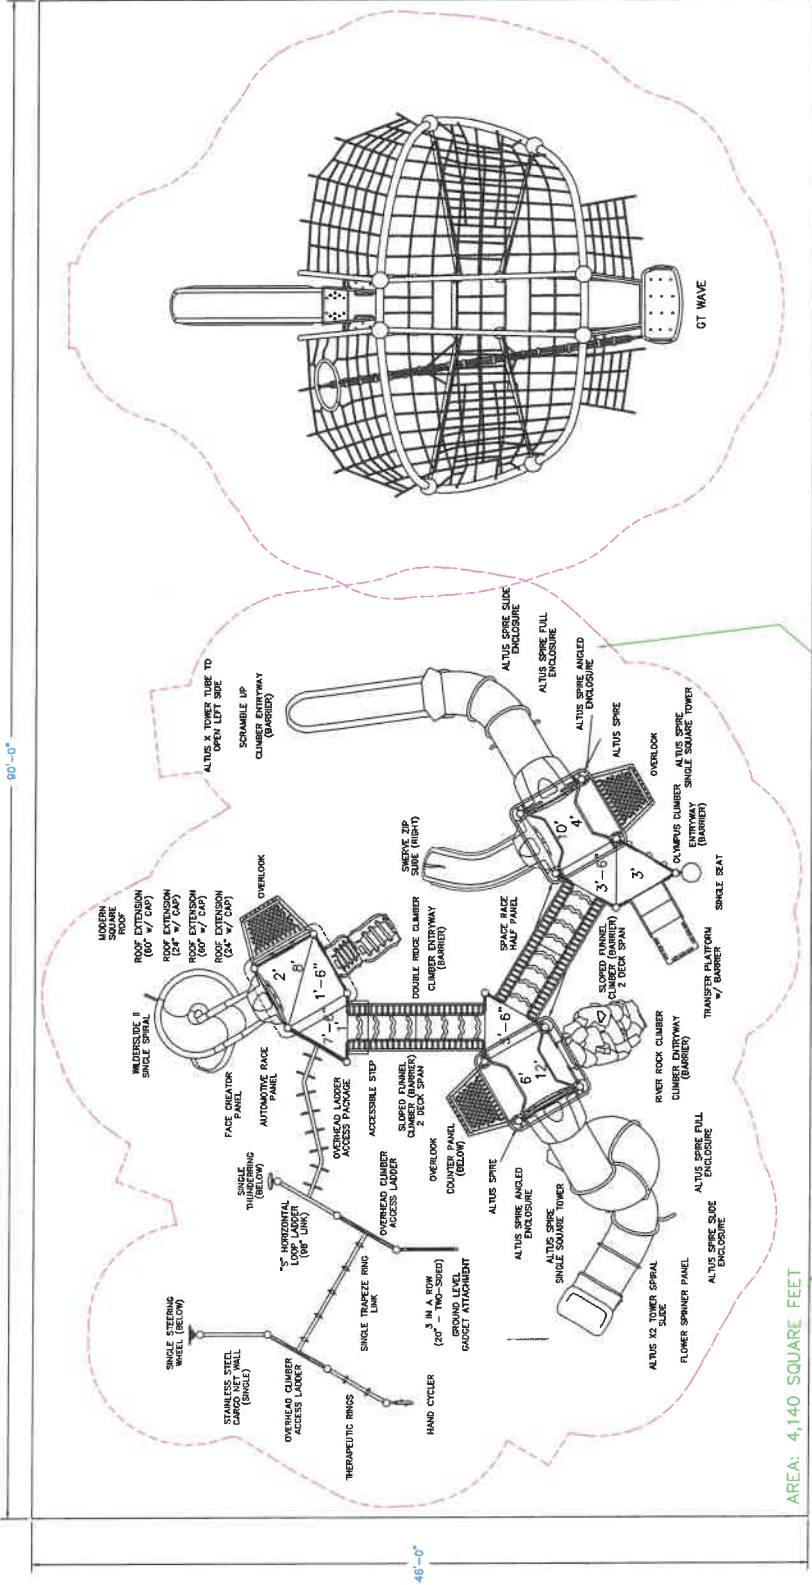 90'-0"
46'-0"
AREA: 4,140 SQUARE FEET
GT WAVE
SINGLE STEERING
WHEEL (BELOW)
STAINLESS STEEL
CARGO NET WALL
(SINGLE)
OVERHEAD CLIMBER
ACCESS LADDER
THERAPEUTIC RINGS
HAND CYCLER
SINGLE TRAPEZE RING
LINK
SINGLE
THUNDERRING
(BELOW)
"S" HORIZONTAL
LOOP LADDER
(98" LINK)
OVERHEAD CLIMBER
ACCESS LADDER
3 IN A ROW
(20" - TWO-SIDED)
GROUND LEVEL
GADGET ATTACHMENT
WILDERSLIDE II
SINGLE SPIRAL
FACE CREATOR
PANEL
AUTOMOTIVE RACE
PANEL
OVERHEAD LADDER
ACCESS PACKAGE
ACCESSIBLE STEP
SLOPED FUNNEL
CLIMBER (BARRIER)
2 DECK SPAN
OVERLOOK
COUNTER PANEL
(BELOW)
ALTUS SPIRE
ALTUS SPIRE ANGLED
ENCLOSURE
ALTUS SPIRE
SINGLE SQUARE TOWER
ALTUS X2 TOWER SPIRAL
SLIDE
FLOWER SPINNER PANEL
ALTUS SPIRE SLIDE
ENCLOSURE
ALTUS SPIRE FULL
ENCLOSURE
RIVER ROCK CLIMBER
CLIMBER ENTRYWAY
(BARRIER)
MODERN
SQUARE
ROOF
ROOF EXTENSION
(60" w/ CAP)
ROOF EXTENSION
(24" w/ CAP)
ROOF EXTENSION
(60" w/ CAP)
ROOF EXTENSION
(24" w/ CAP)
OVERLOOK
2'
8'
1'-6"
DOUBLE RIDGE CLIMBER
CLIMBER ENTRYWAY
(BARRIER)
6'
12'
SPACE RACE
HALF PANEL
SLOPED FUNNEL
CLIMBER (BARRIER)
2 DECK SPAN
TRANSFER PLATFORM
w/ BARRIER
SINGLE SEAT
OLYMPUS CLIMBER
ENTRYWAY
(BARRIER)
3'
3'-6"
4'
10'
SWERVE ZIP
SLIDE (RIGHT)
ALTUS X TOWER TUBE TO
OPEN LEFT SIDE
SCRAMBLE UP
CLIMBER ENTRYWAY
(BARRIER)
ALTUS SPIRE SLIDE
ENCLOSURE
ALTUS SPIRE FULL
ENCLOSURE
ALTUS SPIRE ANGLED
ENCLOSURE
ALTUS SPIRE
OVERLOOK
ALTUS SPIRE
SINGLE SQUARE TOWER